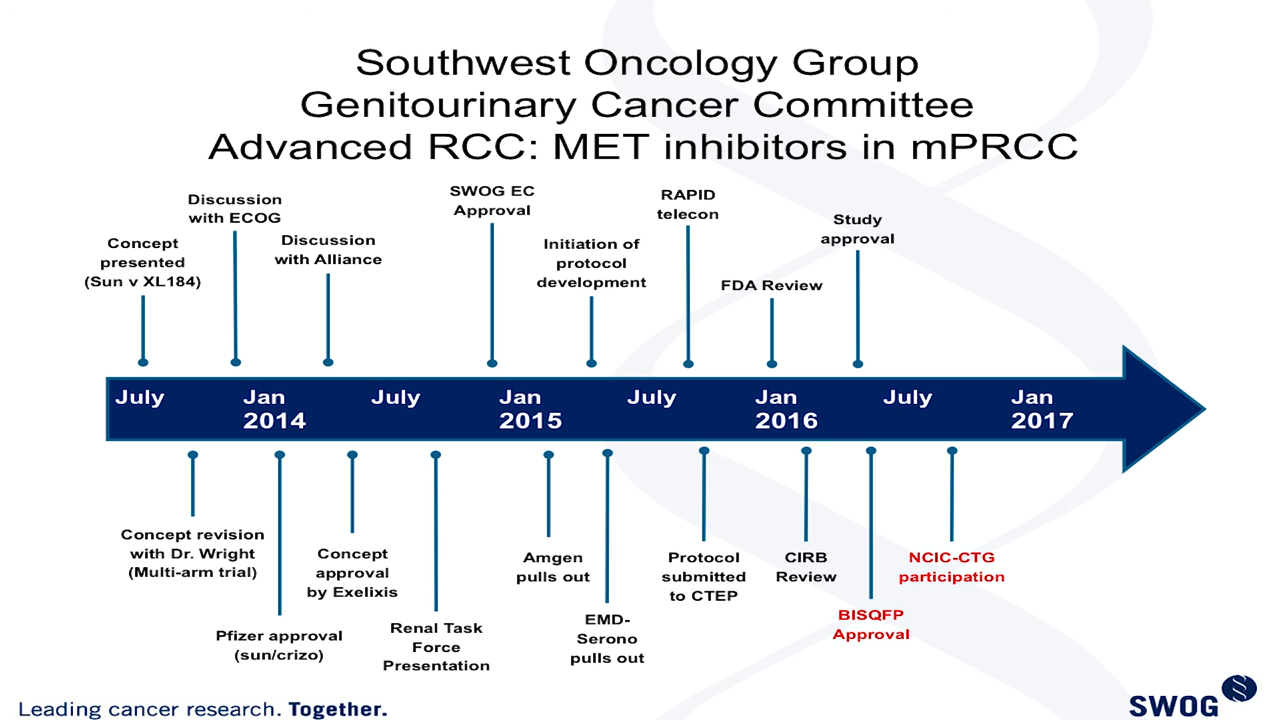 Southwest Oncology Group
Genitourinary Cancer Committee
Advanced RCC: MET inhibitors in mPRCC
Concept
presented
(Sun v XL184)
Discussion
with ECOG
Discussion
with Alliance
SWOG EC
Approval
Initiation of
protocol
development
RAPID
telecon
FDA Review
Study
approval
July
Jan
2014
July
Jan
2015
July
Jan
2016
July
Jan
2017
Concept revision
with Dr. Wright
(Multi-arm trial)
Pfizer approval
(sun/crizo)
Concept
approval
by Exelixis
Renal Task
Force
Presentation
Amgen
pulls out
EMD-
Serono
pulls out
Protocol
submitted
to CTEP
CIRB
Review
BISQFP
Approval
NCIC-CTG
participation
Leading cancer research. Together.
SWOG